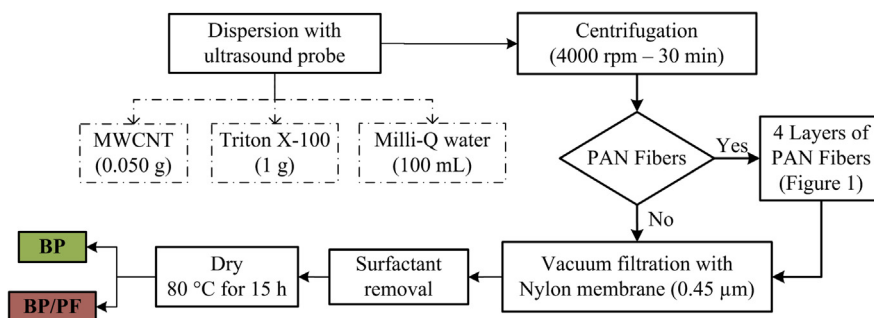 Dispersion with
ultrasound probe
Centrifugation
(4000 rpm – 30 min)
MWCNT
(0.050 g)
Triton X-100
(1 g)
Milli-Q water
(100 mL)
PAN Fibers
Yes
4 Layers of
PAN Fibers
(Figure 1)
No
Vacuum filtration with
Nylon membrane (0.45 µm)
Surfactant
removal
Dry
80 °C for 15 h
BP
BP/PF